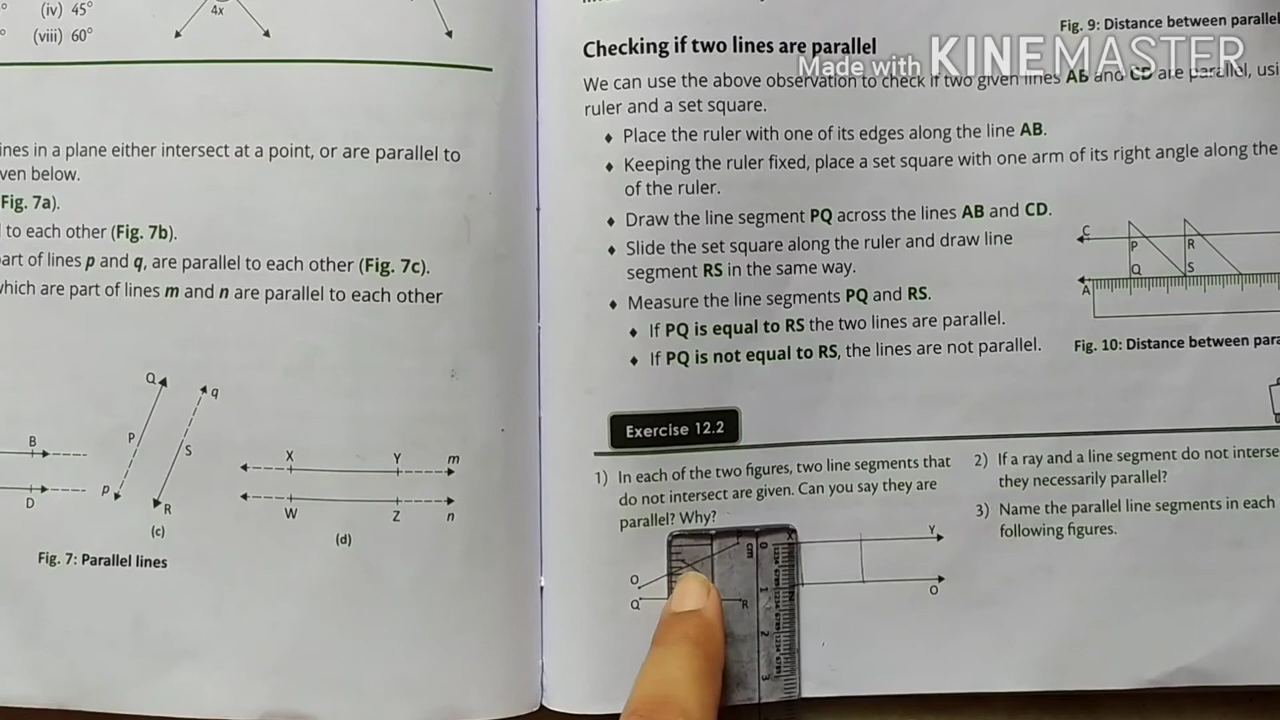 (iv) 45°
(viii) 60°
4x
ines in a plane either intersect at a point, or are parallel to
ven below.
Fig. 7a).
l to each other (Fig. 7b).
art of lines p and q, are parallel to each other (Fig. 7c).
which are part of lines m and n are parallel to each other
B
D
Q
q
P
S
p
R
(c)
X
Y
m
W
Z
n
(d)
Fig. 7: Parallel lines
Fig. 9: Distance between parallel
Checking if two lines are parallel
Made with KINEMASTER
We can use the above observation to check if two given lines AB and CD are parallel, usi
ruler and a set square.
♦ Place the ruler with one of its edges along the line AB.
♦ Keeping the ruler fixed, place a set square with one arm of its right angle along the
of the ruler.
♦ Draw the line segment PQ across the lines AB and CD.
♦ Slide the set square along the ruler and draw line
segment RS in the same way.
♦ Measure the line segments PQ and RS.
♦ If PQ is equal to RS the two lines are parallel.
♦ If PQ is not equal to RS, the lines are not parallel.
C
P
R
Q
S
A
Fig. 10: Distance between para
Exercise 12.2
1) In each of the two figures, two line segments that
do not intersect are given. Can you say they are
parallel? Why?
2) If a ray and a line segment do not interse
they necessarily parallel?
3) Name the parallel line segments in each
following figures.
O
Q
R
cm
0
1
2
3
X
Y
N
O